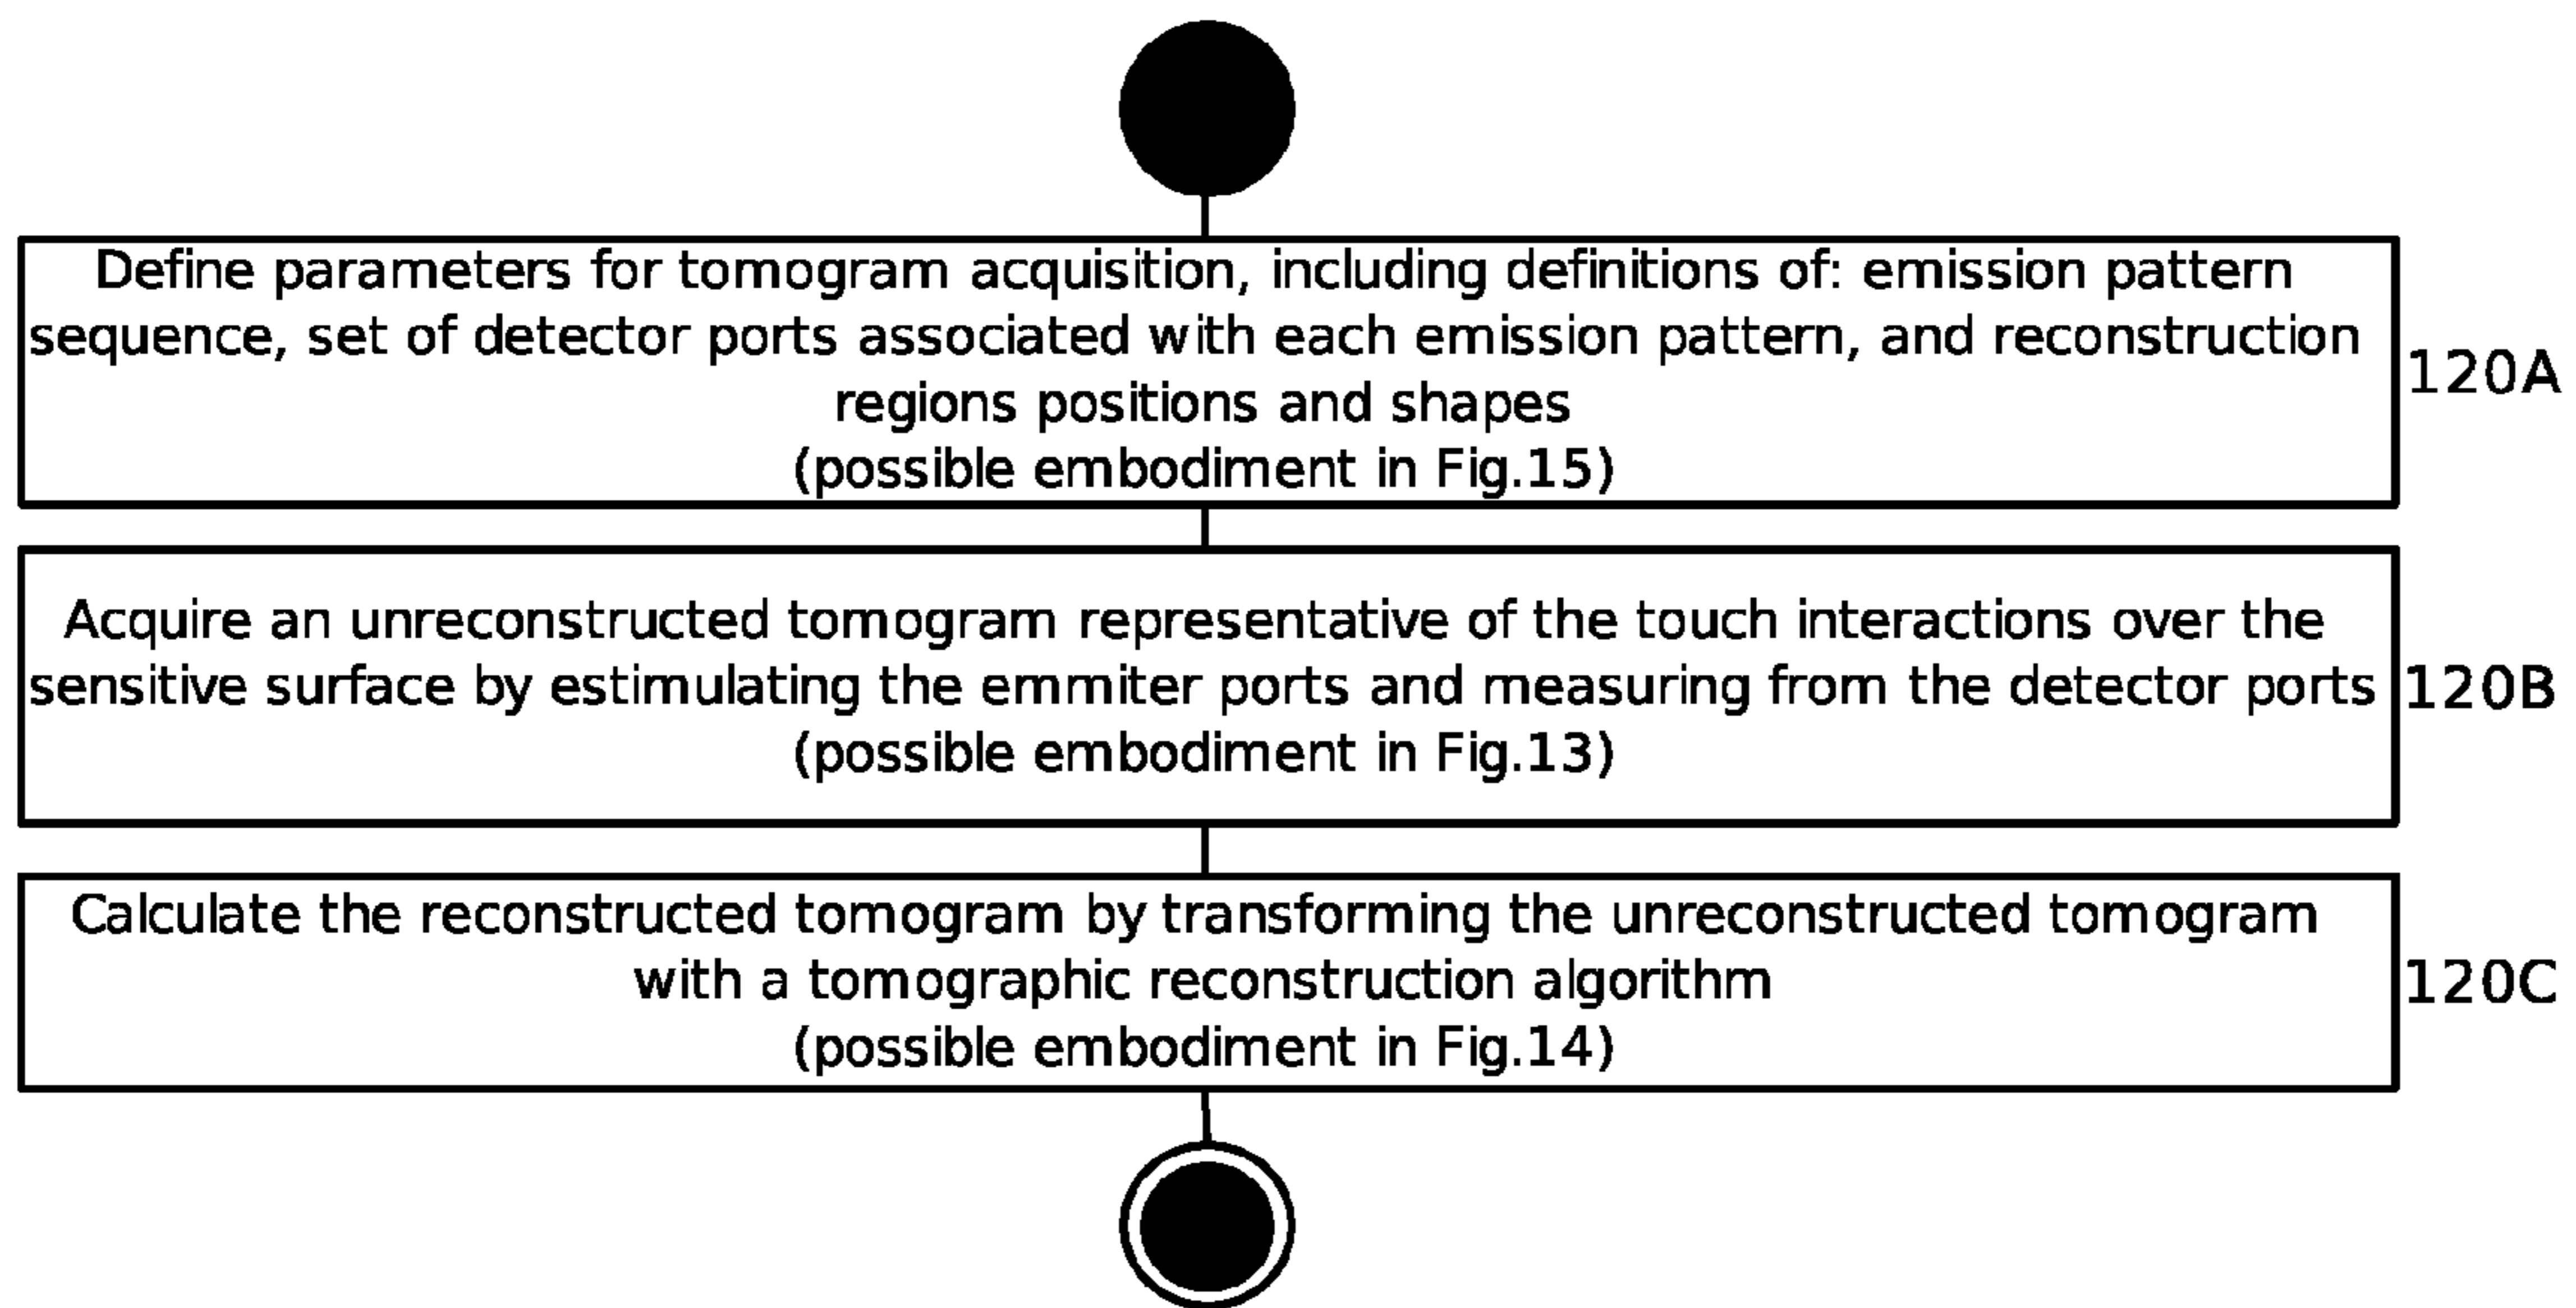 Define parameters for tomogram acquisition, including definitions of: emission pattern
sequence, set of detector ports associated with each emission pattern, and reconstruction
regions positions and shapes
(possible embodiment in Fig.15)
120A
Acquire an unreconstructed tomogram representative of the touch interactions over the
sensitive surface by estimulating the emmiter ports and measuring from the detector ports
(possible embodiment in Fig.13)
120B
Calculate the reconstructed tomogram by transforming the unreconstructed tomogram
with a tomographic reconstruction algorithm
(possible embodiment in Fig.14)
120C